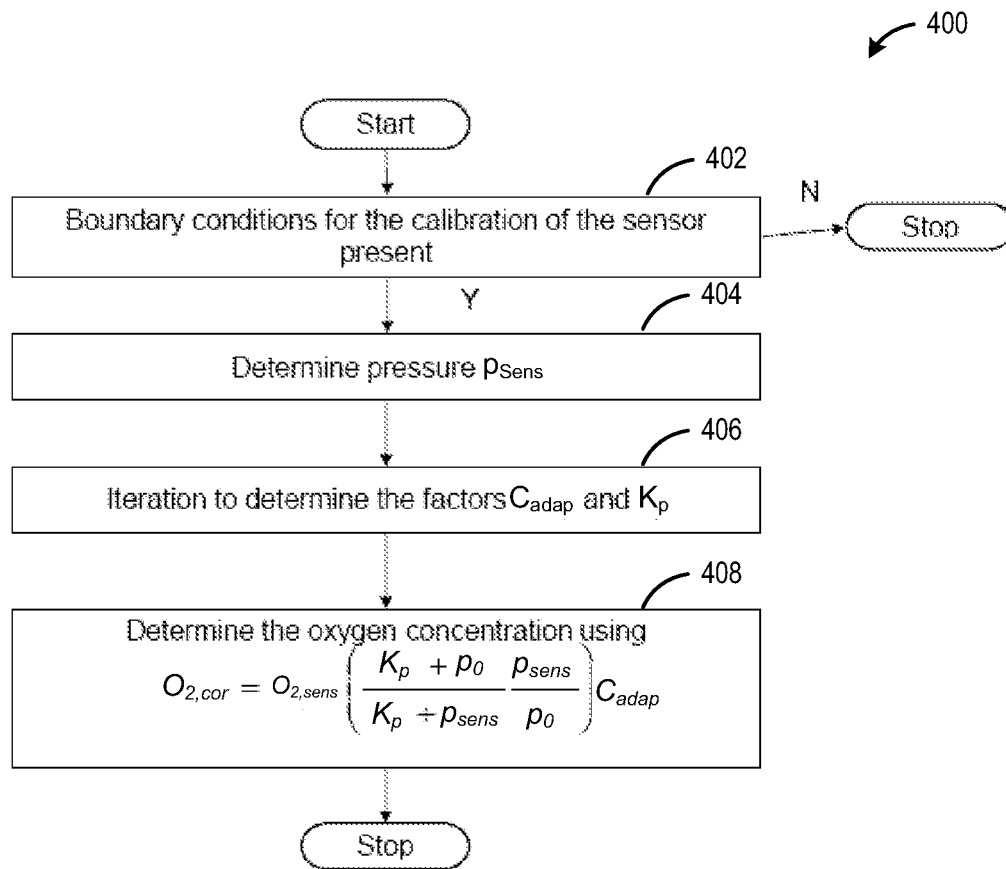 400
Start
402
Boundary conditions for the calibration of the sensor
present
N
Stop
Y
404
Determine pressure pSens
406
Iteration to determine the factors Cadap and Kp
408
Determine the oxygen concentration using
O2,cor = O2,sens ( (Kp + p0) / (Kp ÷ psens) psens / p0 ) Cadap
Stop